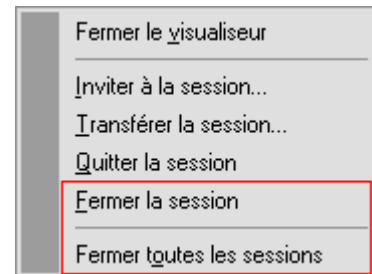 Fermer le visualiseur
Inviter à la session...
Transférer la session...
Quitter la session
Fermer la session
Fermer toutes les sessions